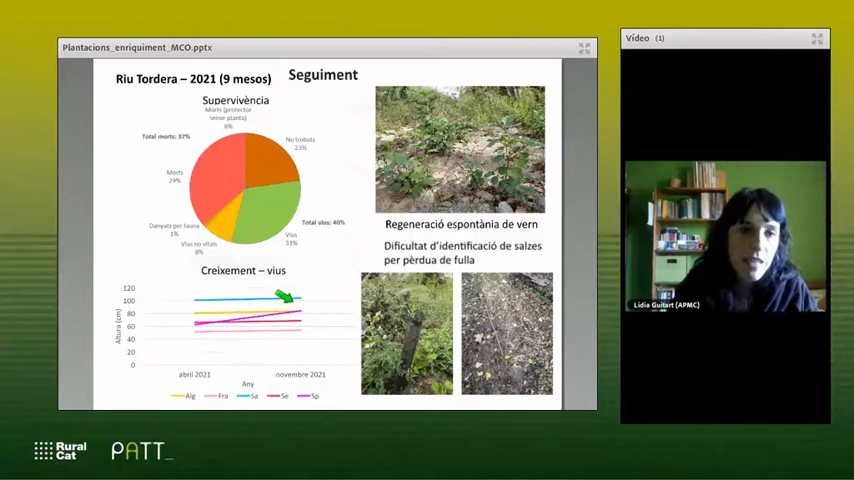 Plantacions_enriquiment_MCO.pptx
Vídeo (1)
Riu Tordera – 2021 (9 mesos)
Seguiment
Supervivència
Morts (protector
sense planta)
8%
Total morts: 37%
No trobats
23%
Morts
29%
Danyats per fauna
1%
Total vius: 40%
Vius
31%
Vius no vitals
8%
Regeneració espontània de vern
Dificultat d'identificació de salzes
per pèrdua de fulla
Creixement – vius
Altura (cm)
120
100
80
60
40
20
0
abril 2021
novembre 2021
Any
Alg
Fra
Sa
Se
Sp
Lídia Guitart (APMC)
Rural
Cat
PATT_